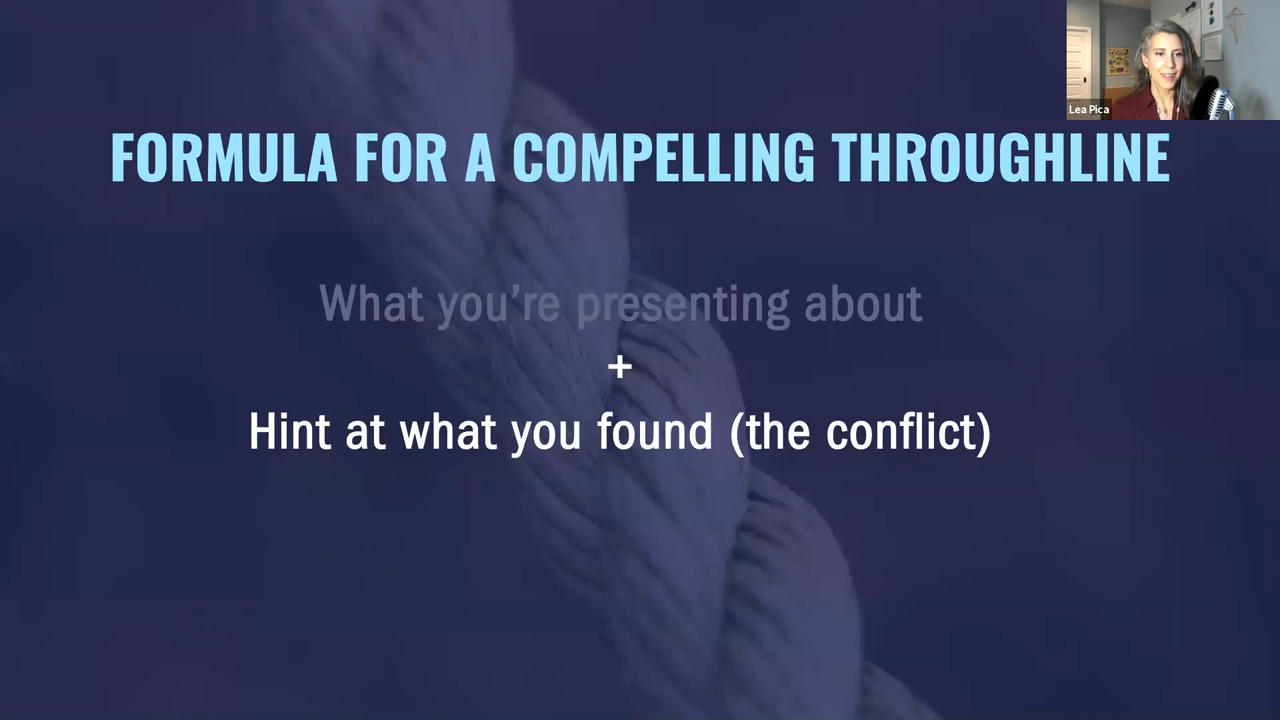 FORMULA FOR A COMPELLING THROUGHLINE
What you’re presenting about
+
Hint at what you found (the conflict)
Lea Pica